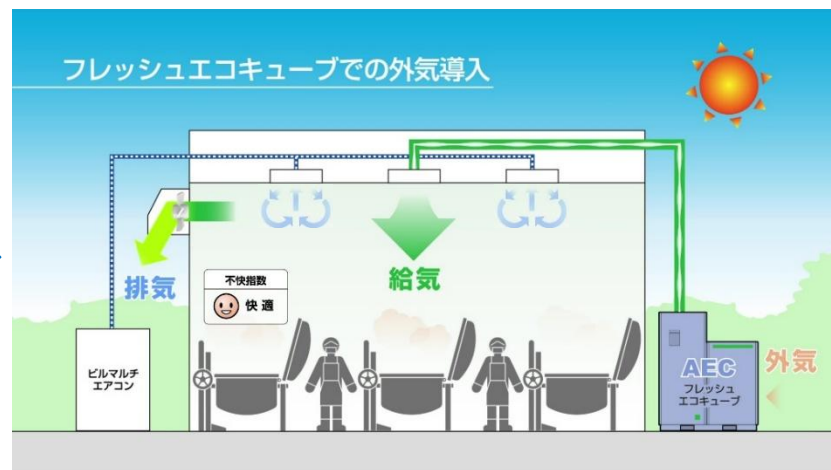 フレッシュエコキューブでの外気導入
排気
不快指数
快適
給気
ビルマルチ
エアコン
AEC
フレッシュ
エコキューブ
外気